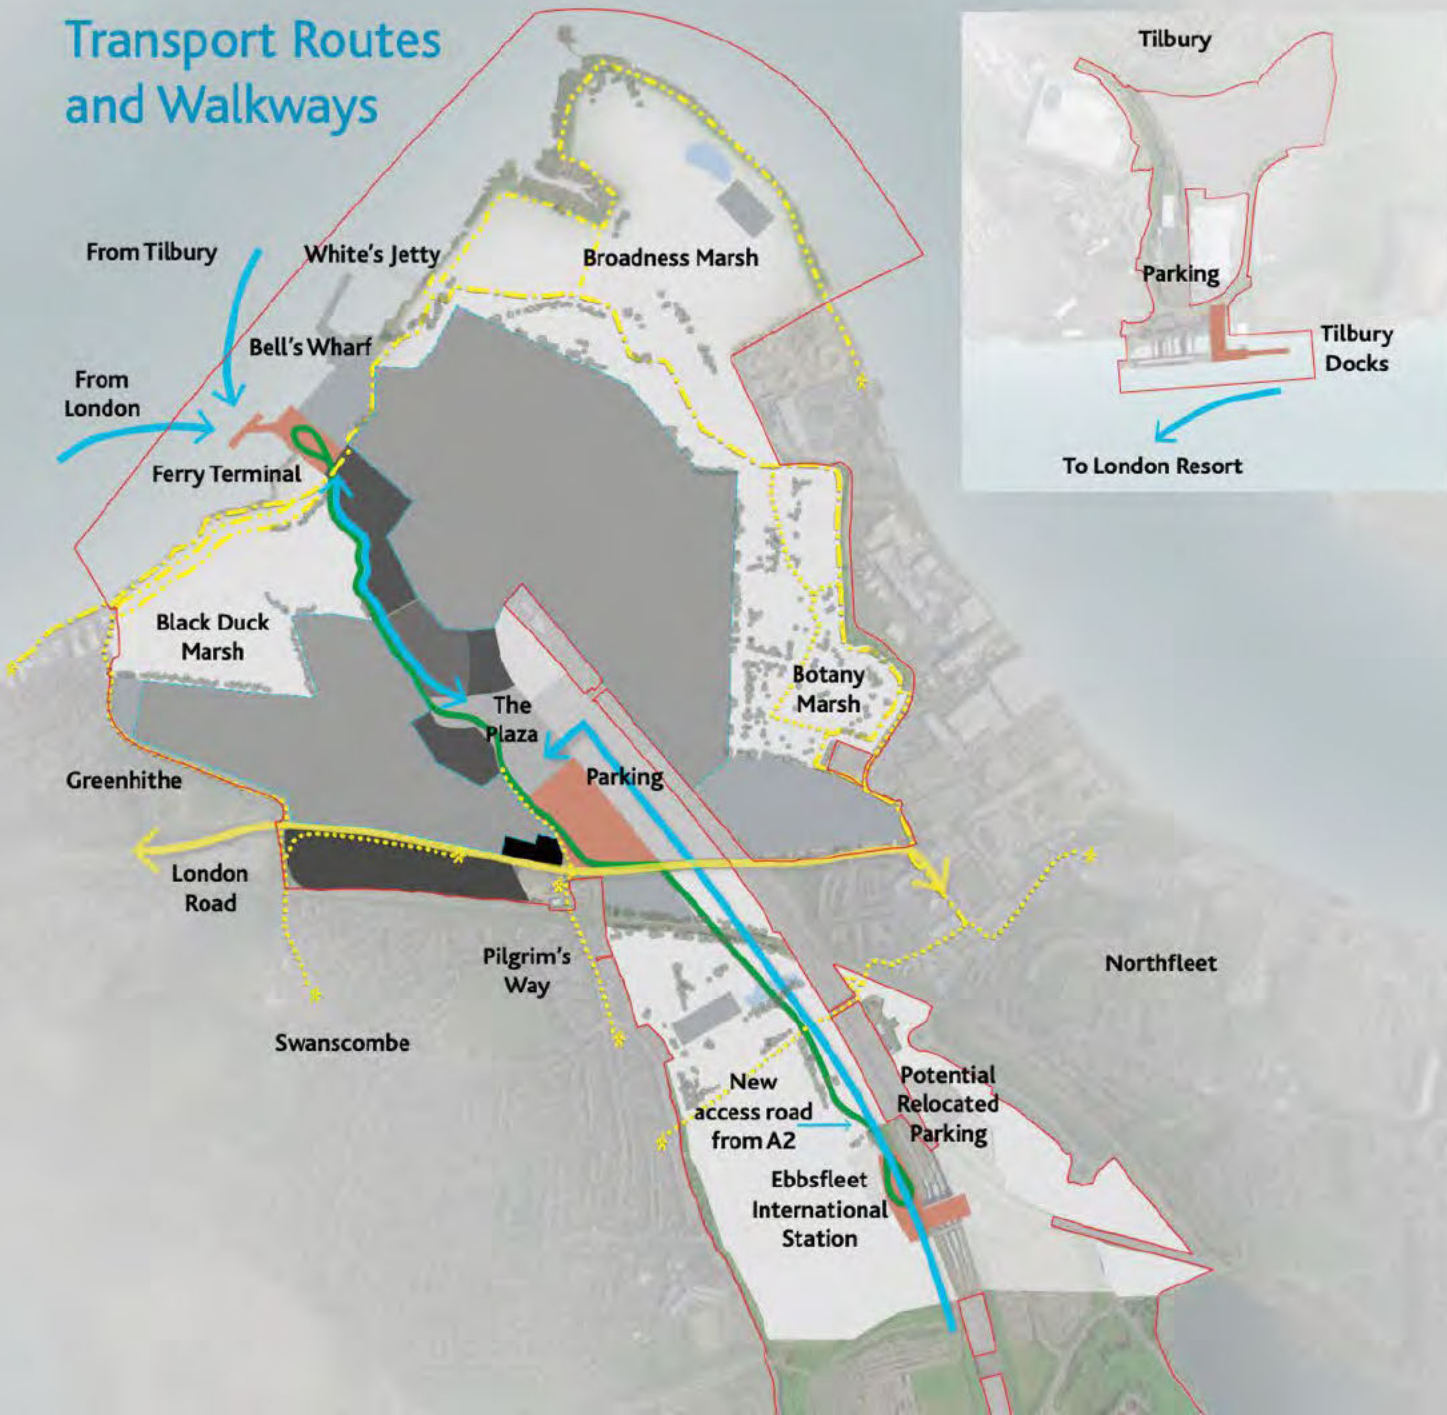 Transport Routes
and Walkways
Tilbury
From Tilbury
White's Jetty
Broadness Marsh
Parking
Bell's Wharf
Tilbury
Docks
From
London
To London Resort
Ferry Terminal
Black Duck
Marsh
Botany
Marsh
The
Plaza
Greenhithe
Parking
London
Road
Pilgrim's
Way
Northfleet
Swanscombe
New
access road
from A2
Potential
Relocated
Parking
Ebbsfleet
International
Station